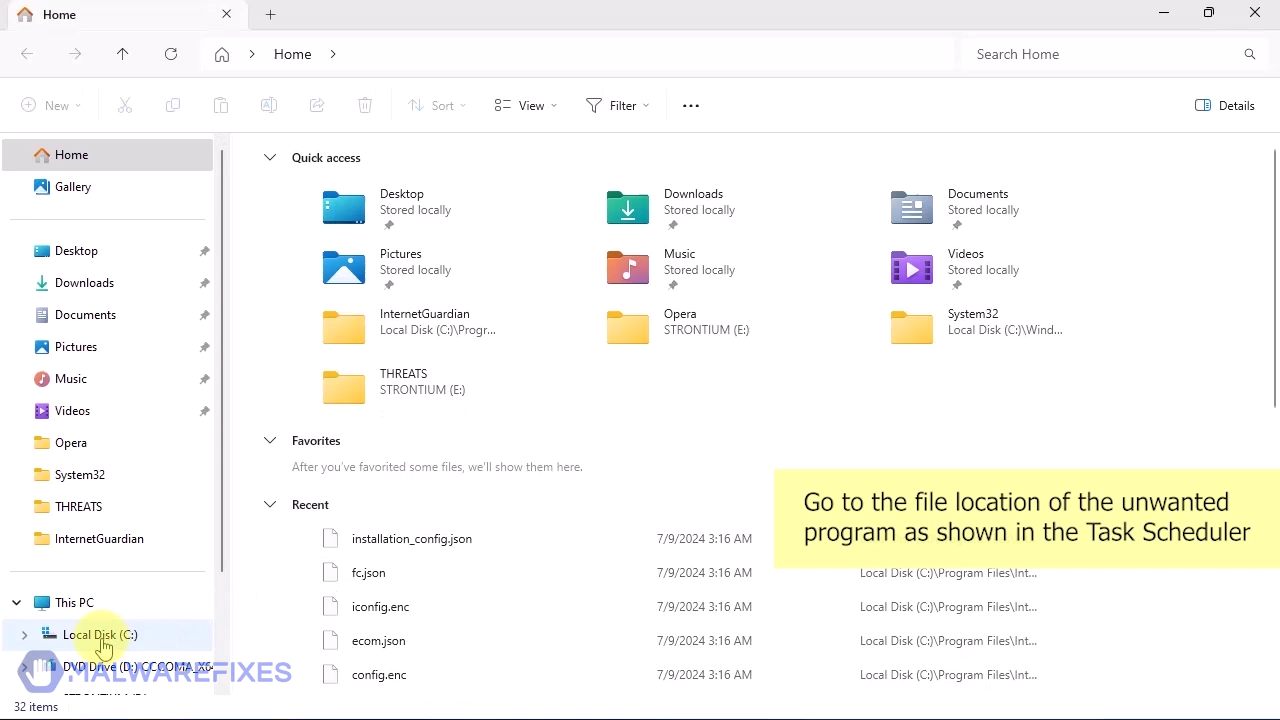 Home
Home
Search Home
New
Sort
View
Filter
Details
Home
Gallery
Desktop
Downloads
Documents
Pictures
Music
Videos
Opera
System32
THREATS
InternetGuardian
This PC
Local Disk (C:)
DVD Drive (D:) CCCOMA_X64
MALWAREFIXES
32 items
Quick access
Desktop
Stored locally
Downloads
Stored locally
Documents
Stored locally
Pictures
Stored locally
Music
Stored locally
Videos
Stored locally
InternetGuardian
Local Disk (C:)\Progr...
Opera
STRONTIUM (E:)
System32
Local Disk (C:)\Wind...
THREATS
STRONTIUM (E:)
Favorites
After you've favorited some files, we'll show them here.
Recent
installation_config.json 7/9/2024 3:16 AM
fc.json 7/9/2024 3:16 AM Local Disk (C:)\Program Files\Int...
iconfig.enc 7/9/2024 3:16 AM Local Disk (C:)\Program Files\Int...
ecom.json 7/9/2024 3:16 AM Local Disk (C:)\Program Files\Int...
config.enc 7/9/2024 3:16 AM Local Disk (C:)\Program Files\Int...
Go to the file location of the unwanted
program as shown in the Task Scheduler